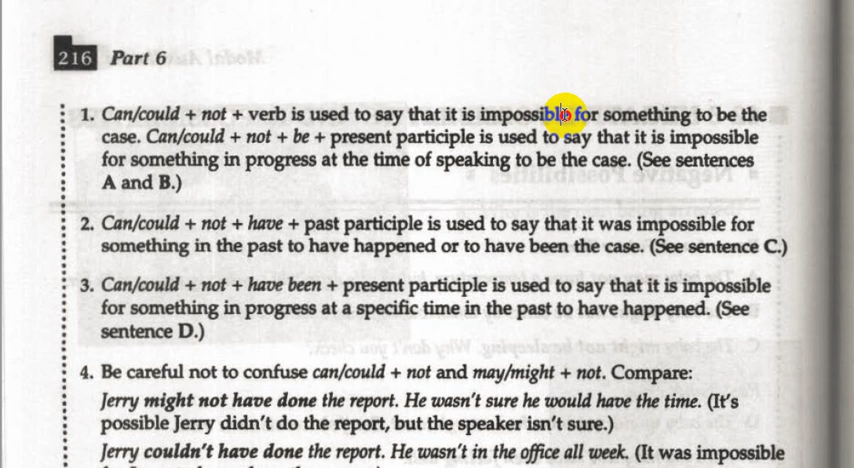 216 Part 6
1. Can/could + not + verb is used to say that it is impossible for something to be the
case. Can/could + not + be + present participle is used to say that it is impossible
for something in progress at the time of speaking to be the case. (See sentences
A and B.)
2. Can/could + not + have + past participle is used to say that it was impossible for
something in the past to have happened or to have been the case. (See sentence C.)
3. Can/could + not + have been + present participle is used to say that it is impossible
for something in progress at a specific time in the past to have happened. (See
sentence D.)
4. Be careful not to confuse can/could + not and may/might + not. Compare:
Jerry might not have done the report. He wasn't sure he would have the time. (It's
possible Jerry didn't do the report, but the speaker isn't sure.)
Jerry couldn't have done the report. He wasn't in the office all week. (It was impossible